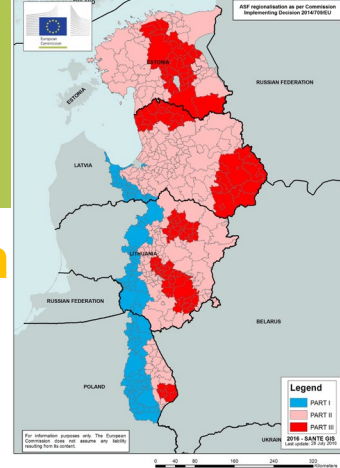 European
Commission
ASF regionalisation as per Commission
Implementing Decision 2014/709/EU
ESTONIA
RUSSIAN FEDERATION
ESTONIA
LATVIA
LITHUANIA
RUSSIAN FEDERATION
BELARUS
POLAND
Legend
PART I
PART II
PART III
For information purposes only. The European
Commission does not assume any liability
resulting from its content.
UKRAIN
2016 - SANTE GIS
Last update: 28 July 2016
0 40 80 160 240 320
Kilometers